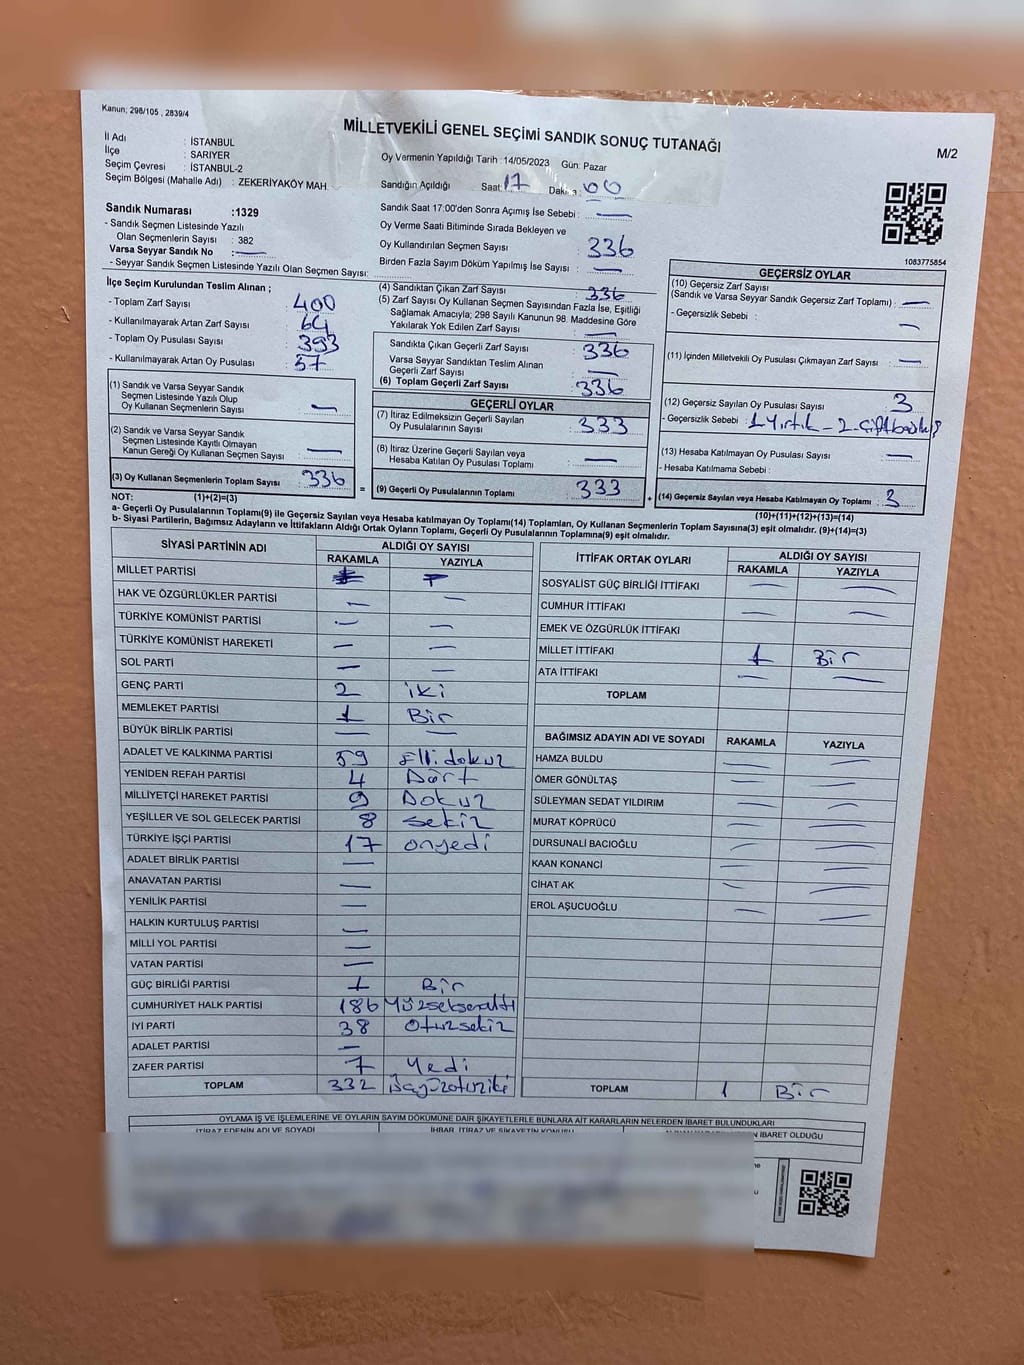 Kanun; 298/105 , 2839/4
MİLLETVEKİLİ GENEL SEÇİMİ SANDIK SONUÇ TUTANAĞI
M/2
İl Adı : İSTANBUL
İlçe : SARIYER
Seçim Çevresi : İSTANBUL-2
Seçim Bölgesi (Mahalle Adı) : ZEKERİYAKÖY MAH.
Oy Vermenin Yapıldığı Tarih : 14/05/2023 Gün: Pazar
Sandığın Açıldığı Saat: 17 00
Sandık Numarası :1329
- Sandık Seçmen Listesinde Yazılı
Olan Seçmenlerin Sayısı : 382
Varsa Seyyar Sandık No : —
- Seyyar Sandık Seçmen Listesinde Yazılı Olan Seçmen Sayısı:
Sandık Saat 17:00'den Sonra Açımış İse Sebebi : —
Oy Verme Saati Bitiminde Sırada Bekleyen ve
Oy Kullandırılan Seçmen Sayısı 336
Birden Fazla Sayım Döküm Yapılmış İse Sayısı : —
1083775854
İlçe Seçim Kurulundan Teslim Alınan ;
- Toplam Zarf Sayısı 400
- Kullanılmayarak Artan Zarf Sayısı 64
- Toplam Oy Pusulası Sayısı : 393
- Kullanılmayarak Artan Oy Pusulası 57
(1) Sandık ve Varsa Seyyar Sandık
Seçmen Listesinde Yazılı Olup
Oy Kullanan Seçmenlerin Sayısı —
(2) Sandık ve Varsa Seyyar Sandık
Seçmen Listesinde Kayıtlı Olmayan
Kanun Gereği Oy Kullanan Seçmen Sayısı : —
(3) Oy Kullanan Seçmenlerin Toplam Sayısı 336
(4) Sandıktan Çıkan Zarf Sayısı : 336
(5) Zarf Sayısı Oy Kullanan Seçmen Sayısından Fazla İse, Eşitliği
Sağlamak Amacıyla; 298 Sayılı Kanunun 98. Maddesine Göre
Yakılarak Yok Edilen Zarf Sayısı : —
Sandıkta Çıkan Geçerli Zarf Sayısı : 336
Varsa Seyyar Sandıktan Teslim Alınan
Geçerli Zarf Sayısı : —
(6) Toplam Geçerli Zarf Sayısı : 336
GEÇERLİ OYLAR
(7) İtiraz Edilmeksizin Geçerli Sayılan
Oy Pusulalarının Sayısı : 333
(8) İtiraz Üzerine Geçerli Sayılan veya
Hesaba Katılan Oy Pusulası Toplamı : —
= (9) Geçerli Oy Pusulalarının Toplamı : 333
GEÇERSİZ OYLAR
(10) Geçersiz Zarf Sayısı
(Sandık ve Varsa Seyyar Sandık Geçersiz Zarf Toplamı) : —
- Geçersizlik Sebebi : —
(11) İçinden Milletvekili Oy Pusulası Çıkmayan Zarf Sayısı : —
(12) Geçersiz Sayılan Oy Pusulası Sayısı : 3
- Geçersizlik Sebebi : 1 Yırtık - 2
(13) Hesaba Katılmayan Oy Pusulası Sayısı : —
- Hesaba Katılmama Sebebi :
+ (14) Geçersiz Sayılan veya Hesaba Katılmayan Oy Toplamı : 3
NOT: (1)+(2)=(3)
(10)+(11)+(12)+(13)=(14)
a- Geçerli Oy Pusulalarının Toplamı(9) ile Geçersiz Sayılan veya Hesaba katılmayan Oy Toplamı(14) Toplamları, Oy Kullanan Seçmenlerin Toplam Sayısına(3) eşit olmalıdır. (9)+(14)=(3)
b- Siyasi Partilerin, Bağımsız Adayların ve İttifakların Aldığı Ortak Oyların Toplamı, Geçerli Oy Pusulalarının Toplamına(9) eşit olmalıdır.
SİYASİ PARTİNİN ADI ALDIĞI OY SAYISI
RAKAMLA YAZIYLA
MİLLET PARTİSİ
HAK VE ÖZGÜRLÜKLER PARTİSİ — —
TÜRKİYE KOMÜNİST PARTİSİ — —
TÜRKİYE KOMÜNİST HAREKETİ — —
SOL PARTİ — —
GENÇ PARTİ 2 iki
MEMLEKET PARTİSİ 1 Bir
BÜYÜK BİRLİK PARTİSİ — —
ADALET VE KALKINMA PARTİSİ 59 Elli dokuz
YENİDEN REFAH PARTİSİ 4 Dört
MİLLİYETÇİ HAREKET PARTİSİ 9 Dokuz
YEŞİLLER VE SOL GELECEK PARTİSİ 8 sekiz
TÜRKİYE İŞÇİ PARTİSİ 17 onyedi
ADALET BİRLİK PARTİSİ —
ANAVATAN PARTİSİ —
YENİLİK PARTİSİ —
HALKIN KURTULUŞ PARTİSİ —
MİLLİ YOL PARTİSİ —
VATAN PARTİSİ —
GÜÇ BİRLİĞİ PARTİSİ 1 Bir
CUMHURİYET HALK PARTİSİ 186 Yüzseksenaltı
İYİ PARTİ 38 Otuzsekiz
ADALET PARTİSİ —
ZAFER PARTİSİ 7 Yedi
TOPLAM 332 üçyüzotuziki
İTTİFAK ORTAK OYLARI ALDIĞI OY SAYISI
RAKAMLA YAZIYLA
SOSYALİST GÜÇ BİRLİĞİ İTTİFAKI — —
CUMHUR İTTİFAKI — —
EMEK VE ÖZGÜRLÜK İTTİFAKI
MİLLET İTTİFAKI 1 Bir
ATA İTTİFAKI — —
TOPLAM
BAĞIMSIZ ADAYIN ADI VE SOYADI RAKAMLA YAZIYLA
HAMZA BULDU — —
ÖMER GÖNÜLTAŞ — —
SÜLEYMAN SEDAT YILDIRIM — —
MURAT KÖPRÜCÜ — —
DURSUNALİ BACIOĞLU — —
KAAN KONANCİ — —
CİHAT AK — —
EROL AŞUCUOĞLU — —
TOPLAM 1 Bir
OYLAMA İŞ VE İŞLEMLERİNE VE OYLARIN SAYIM DÖKÜMÜNE DAİR ŞİKAYETLERLE BUNLARA AİT KARARLARIN NELERDEN İBARET BULUNDUKLARI
İTİRAZ EDENİN ADI VE SOYADI İHBAR, İTİRAZ VE ŞİKAYETİN KONUSU İBARET OLDUĞU